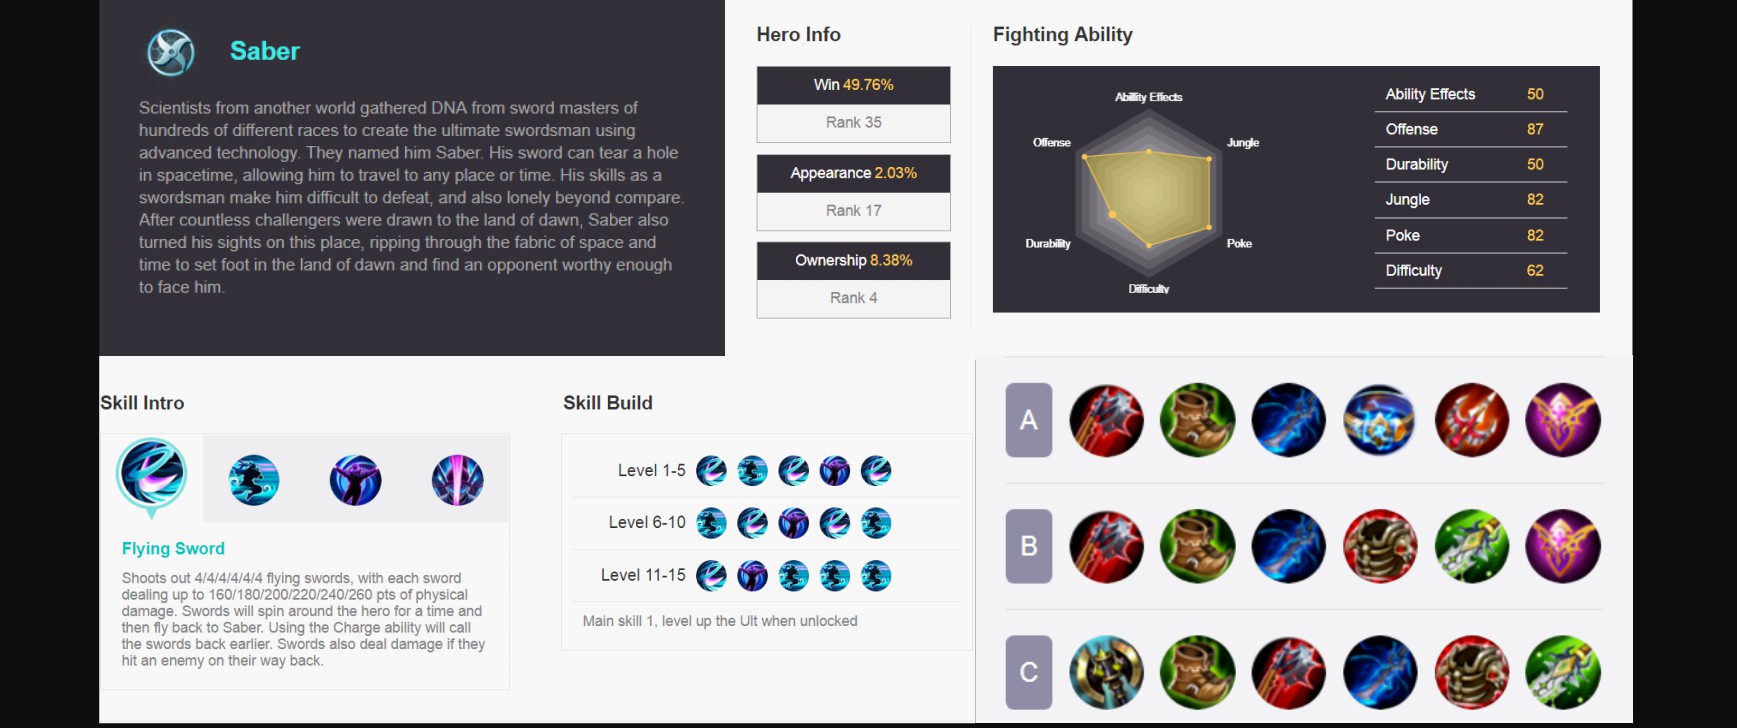 Saber
Scientists from another world gathered DNA from sword masters of
hundreds of different races to create the ultimate swordsman using
advanced technology. They named him Saber. His sword can tear a hole
in spacetime, allowing him to travel to any place or time. His skills as a
swordsman make him difficult to defeat, and also lonely beyond compare.
After countless challengers were drawn to the land of dawn, Saber also
turned his sights on this place, ripping through the fabric of space and
time to set foot in the land of dawn and find an opponent worthy enough
to face him.
Hero Info
Win 49.76%
Rank 35
Appearance 2.03%
Rank 17
Ownership 8.38%
Rank 4
Fighting Ability
Ability Effects
Offense
Jungle
Durability
Poke
Difficulty
Ability Effects 50
Offense 87
Durability 50
Jungle 82
Poke 82
Difficulty 62
Skill Intro
Flying Sword
Shoots out 4/4/4/4/4/4 flying swords, with each sword
dealing up to 160/180/200/220/240/260 pts of physical
damage. Swords will spin around the hero for a time and
then fly back to Saber. Using the Charge ability will call
the swords back earlier. Swords also deal damage if they
hit an enemy on their way back.
Skill Build
Level 1-5
Level 6-10
Level 11-15
Main skill 1, level up the Ult when unlocked
A
B
C